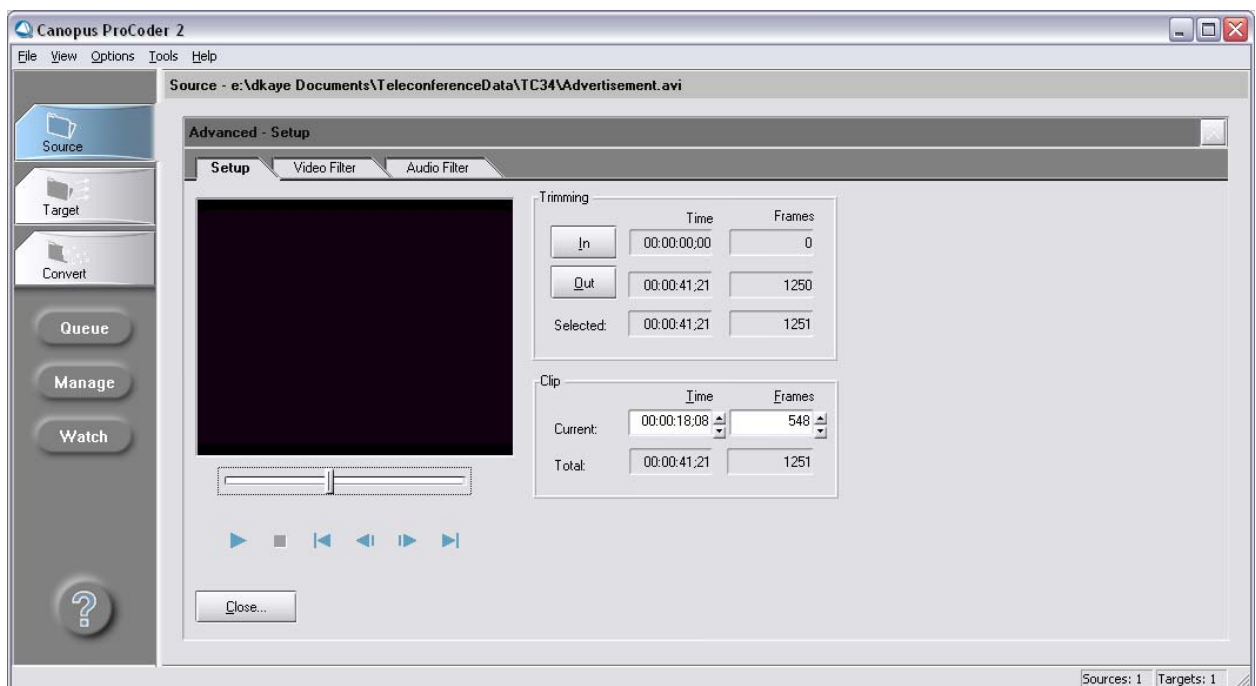 Canopus ProCoder 2
File View Options Tools Help
Source - e:\dkaye Documents\TeleconferenceData\TC34\Advertisement.avi
Source
Target
Convert
Queue
Manage
Watch
?
Advanced - Setup
Setup Video Filter Audio Filter
Trimming
Time Frames
In 00:00:00;00 0
Out 00:00:41;21 1250
Selected: 00:00:41;21 1251
Clip
Time Frames
Current: 00:00:18;08 548
Total: 00:00:41;21 1251
Close...
Sources: 1 Targets: 1